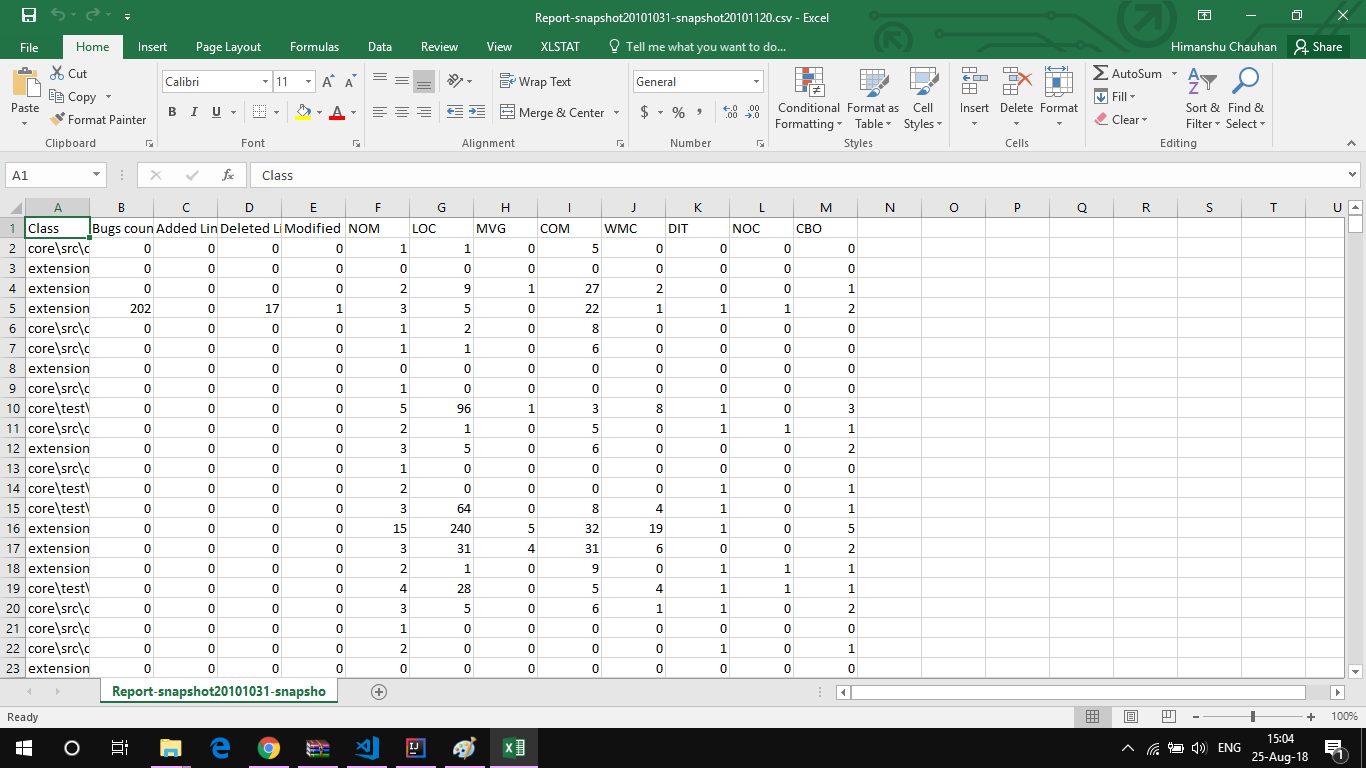 Report-snapshot20101031-snapshot20101120.csv - Excel
File Home Insert Page Layout Formulas Data Review View XLSTAT Tell me what you want to do... Himanshu Chauhan Share
Paste
Cut
Copy
Format Painter
Clipboard
Calibri 11
B I U
Font
Wrap Text
Merge & Center
Alignment
General
$ % ,
Number
Conditional Formatting
Format as Table
Cell Styles
Styles
Insert Delete Format
Cells
AutoSum
Fill
Clear
Sort & Filter
Find & Select
Editing
A1 fx Class
A B C D E F G H I J K L M N O P Q R S T U
1 Class Bugs coun Added Lin Deleted Li Modified NOM LOC MVG COM WMC DIT NOC CBO
2 core\src\c 0 0 0 0 1 1 0 5 0 0 0 0
3 extension 0 0 0 0 0 0 0 0 0 0 0 0
4 extension 0 0 0 0 2 9 1 27 2 0 0 1
5 extension 202 0 17 1 3 5 0 22 1 1 1 2
6 core\src\c 0 0 0 0 1 2 0 8 0 0 0 0
7 core\src\c 0 0 0 0 1 1 0 6 0 0 0 0
8 extension 0 0 0 0 0 0 0 0 0 0 0 0
9 core\src\c 0 0 0 0 1 0 0 0 0 0 0 0
10 core\test\ 0 0 0 0 5 96 1 3 8 1 0 3
11 core\src\c 0 0 0 0 2 1 0 5 0 1 1 1
12 extension 0 0 0 0 3 5 0 6 0 0 0 2
13 core\src\c 0 0 0 0 1 0 0 0 0 0 0 0
14 core\test\ 0 0 0 0 2 0 0 0 0 1 0 1
15 core\test\ 0 0 0 0 3 64 0 8 4 1 0 1
16 extension 0 0 0 0 15 240 5 32 19 1 0 5
17 extension 0 0 0 0 3 31 4 31 6 0 0 2
18 extension 0 0 0 0 2 1 0 9 0 1 1 1
19 core\test\ 0 0 0 0 4 28 0 5 4 1 1 1
20 core\src\c 0 0 0 0 3 5 0 6 1 1 0 2
21 core\src\c 0 0 0 0 1 0 0 0 0 0 0 0
22 core\src\c 0 0 0 0 2 0 0 0 0 1 0 1
23 extension 0 0 0 0 0 0 0 0 0 0 0 0
Report-snapshot20101031-snapsho
Ready 100%
ENG 15:04
25-Aug-18 1